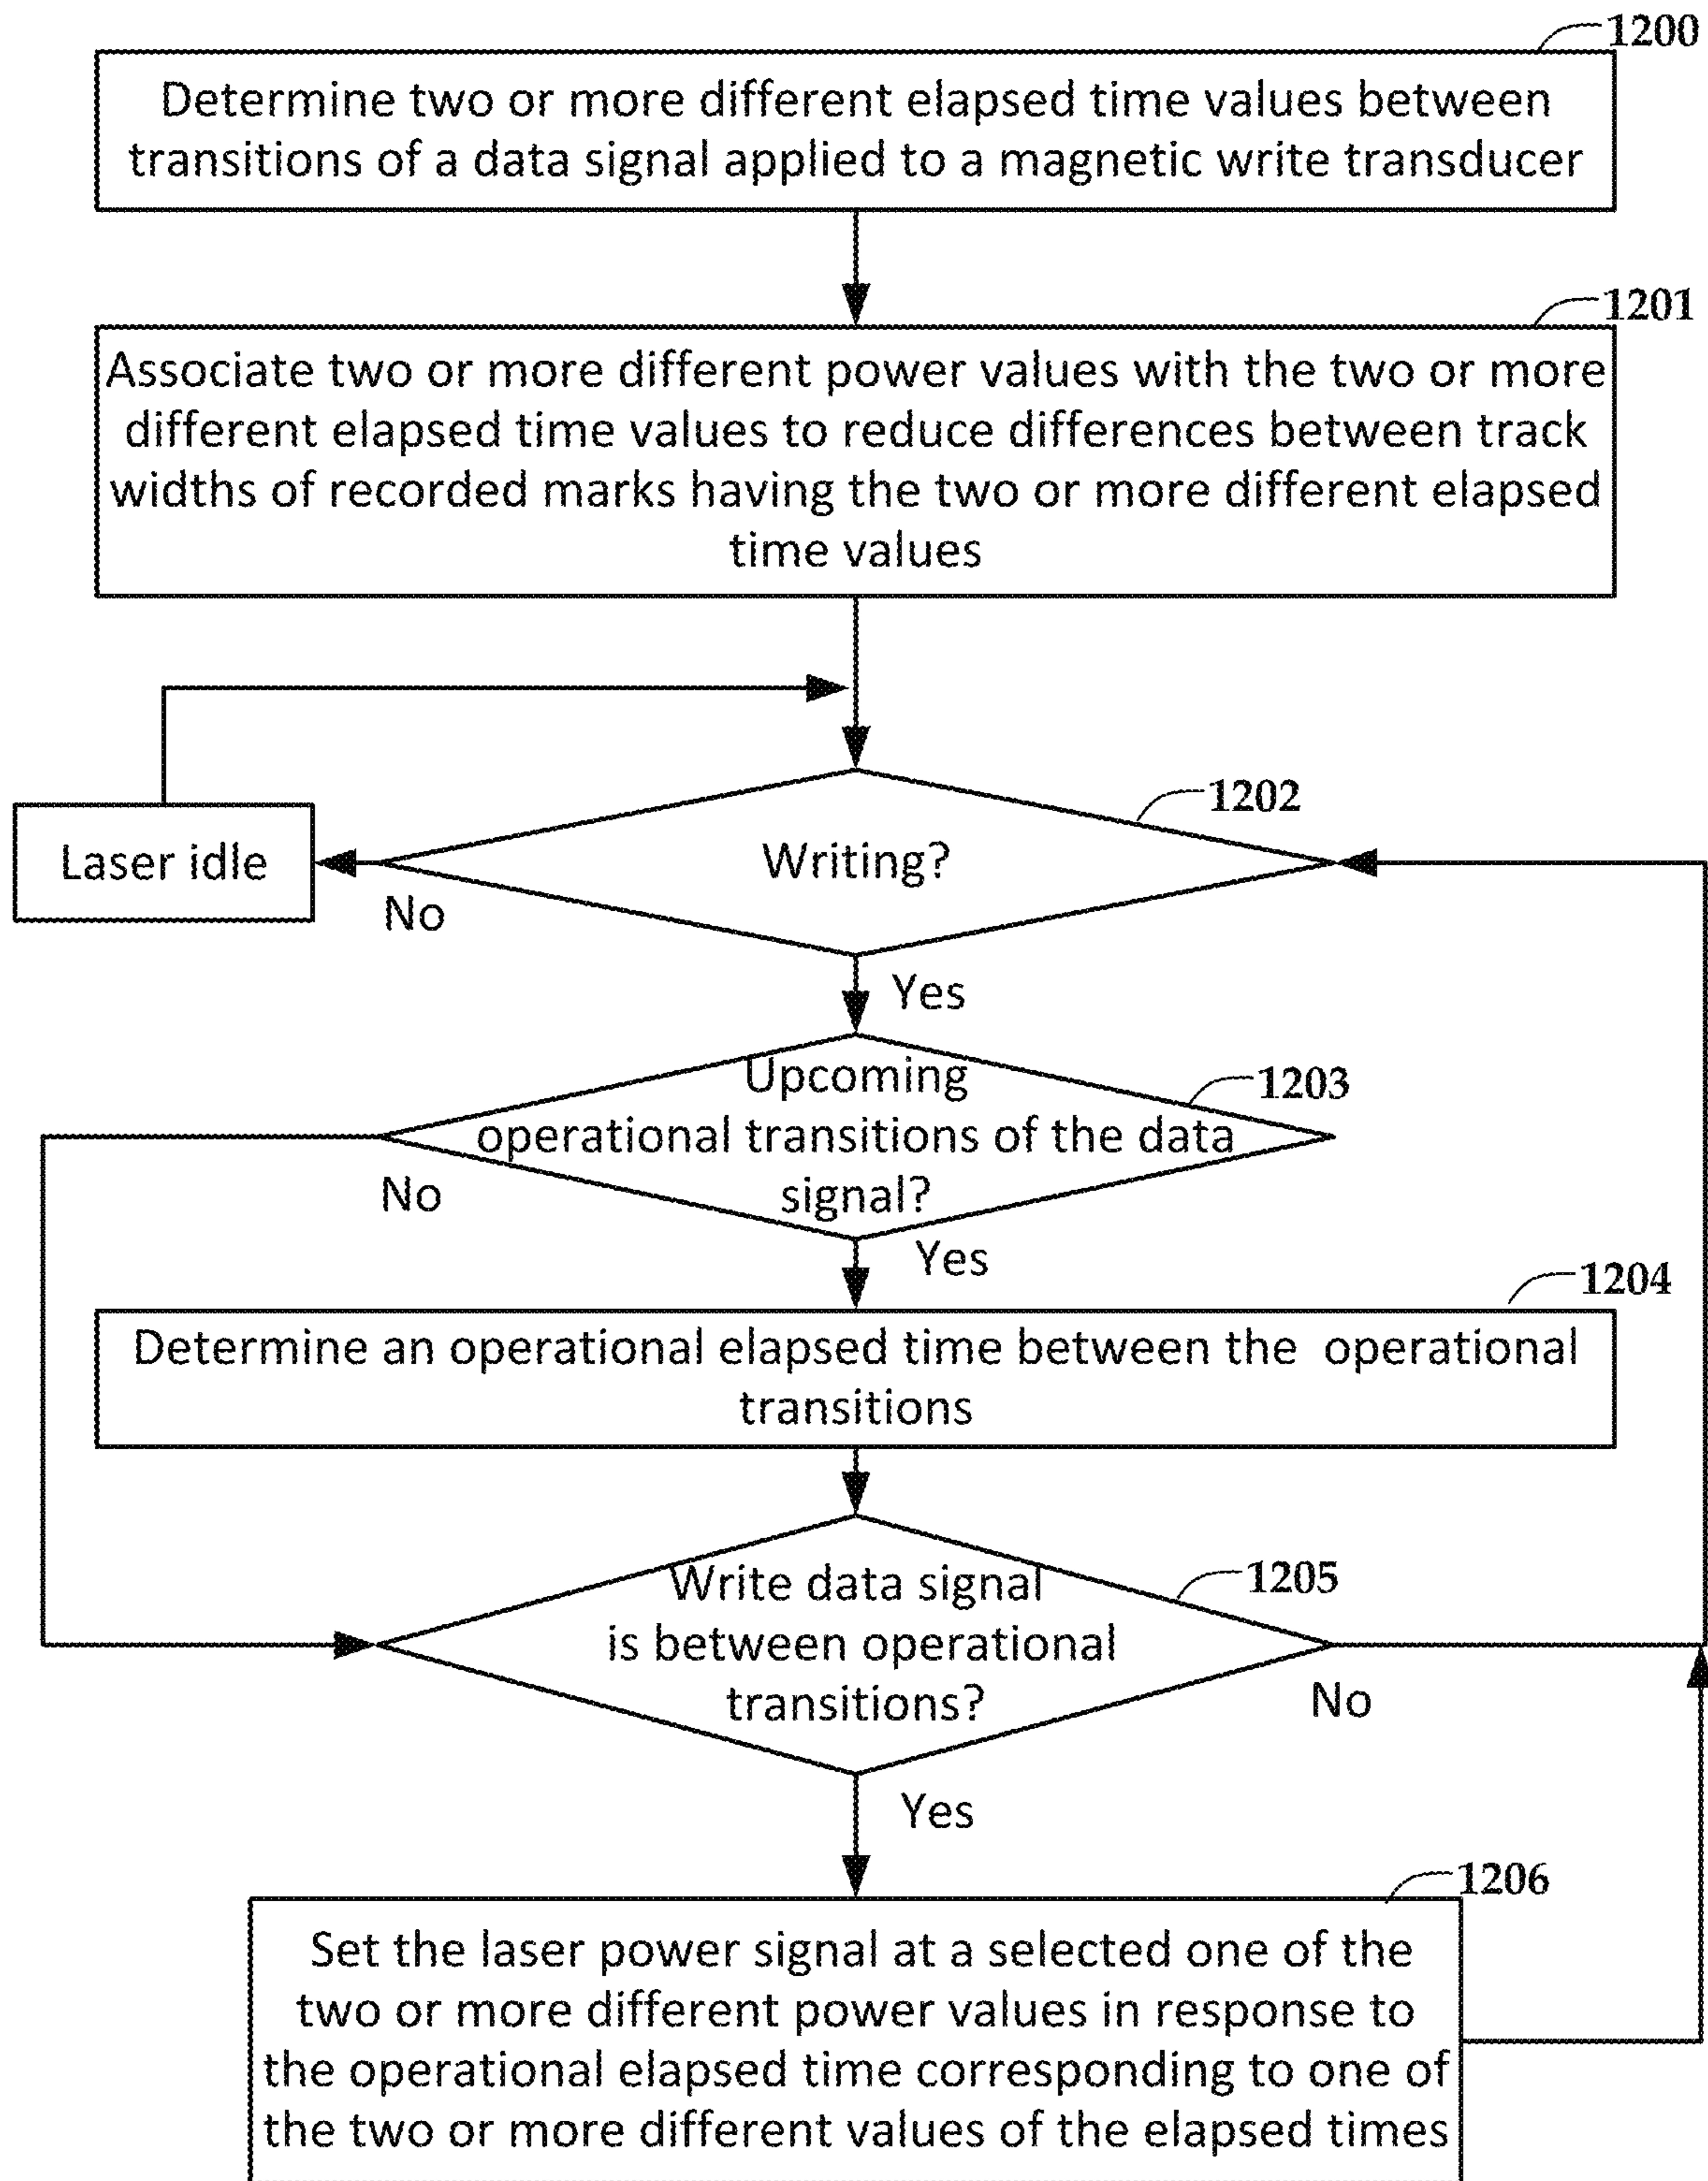 1200
Determine two or more different elapsed time values between
transitions of a data signal applied to a magnetic write transducer
1201
Associate two or more different power values with the two or more
different elapsed time values to reduce differences between track
widths of recorded marks having the two or more different elapsed
time values
1202
Writing?
Laser idle
No
Yes
1203
Upcoming
operational transitions of the data
signal?
No
Yes
1204
Determine an operational elapsed time between the operational
transitions
1205
Write data signal
is between operational
transitions?
No
Yes
1206
Set the laser power signal at a selected one of the
two or more different power values in response to
the operational elapsed time corresponding to one of
the two or more different values of the elapsed times